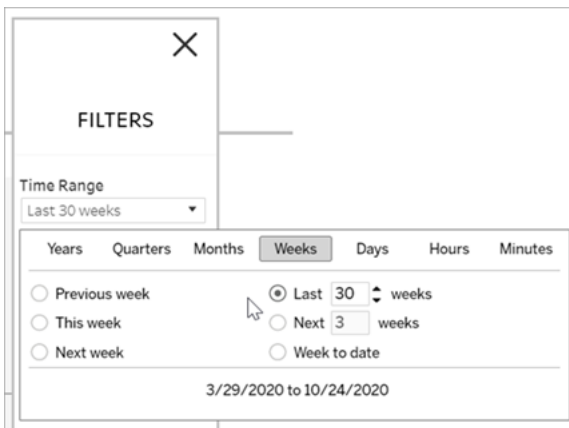 FILTERS
Time Range
Last 30 weeks
Years Quarters Months Weeks Days Hours Minutes
Previous week Last 30 weeks
This week Next 3 weeks
Next week Week to date
3/29/2020 to 10/24/2020